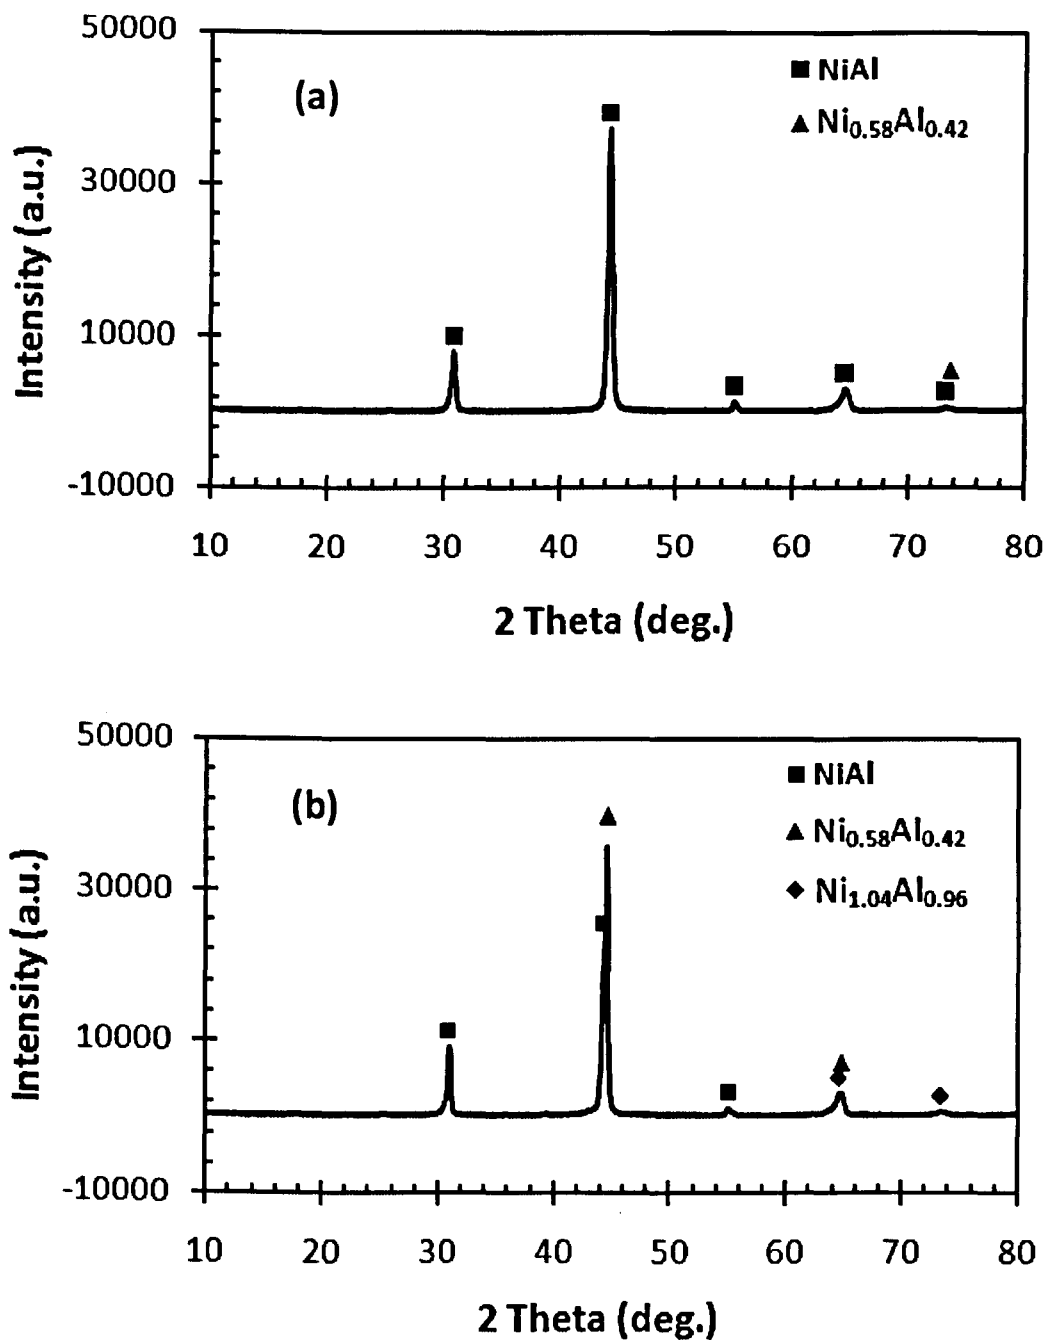 50000
(a)
■ NiAl
▲ Ni0.58Al0.42
30000
10000
-10000
Intensity (a.u.)
10 20 30 40 50 60 70 80
2 Theta (deg.)
50000
(b)
■ NiAl
▲ Ni0.58Al0.42
◆ Ni1.04Al0.96
30000
10000
-10000
Intensity (a.u.)
10 20 30 40 50 60 70 80
2 Theta (deg.)